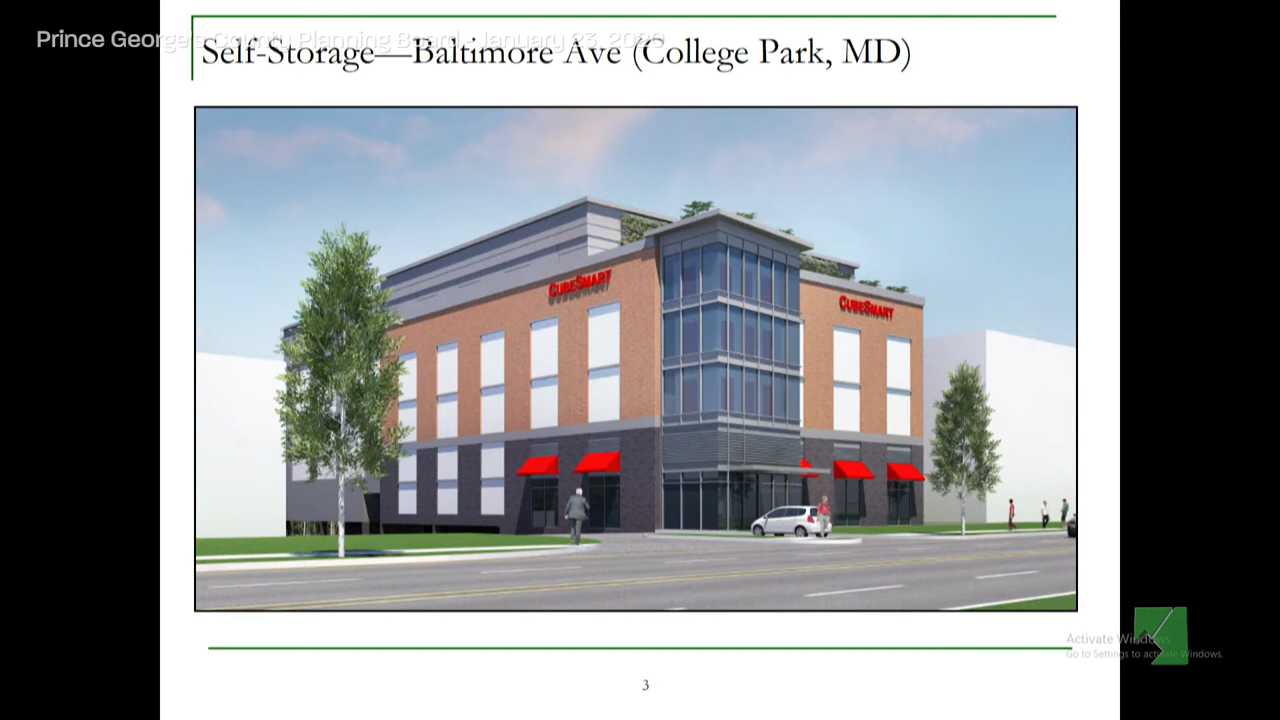 Prince George's County Planning Board - January 23, 2020
Self-Storage—Baltimore Ave (College Park, MD)
CUBESMART
CUBESMART
Activate Windows
Go to Settings to activate Windows.
3